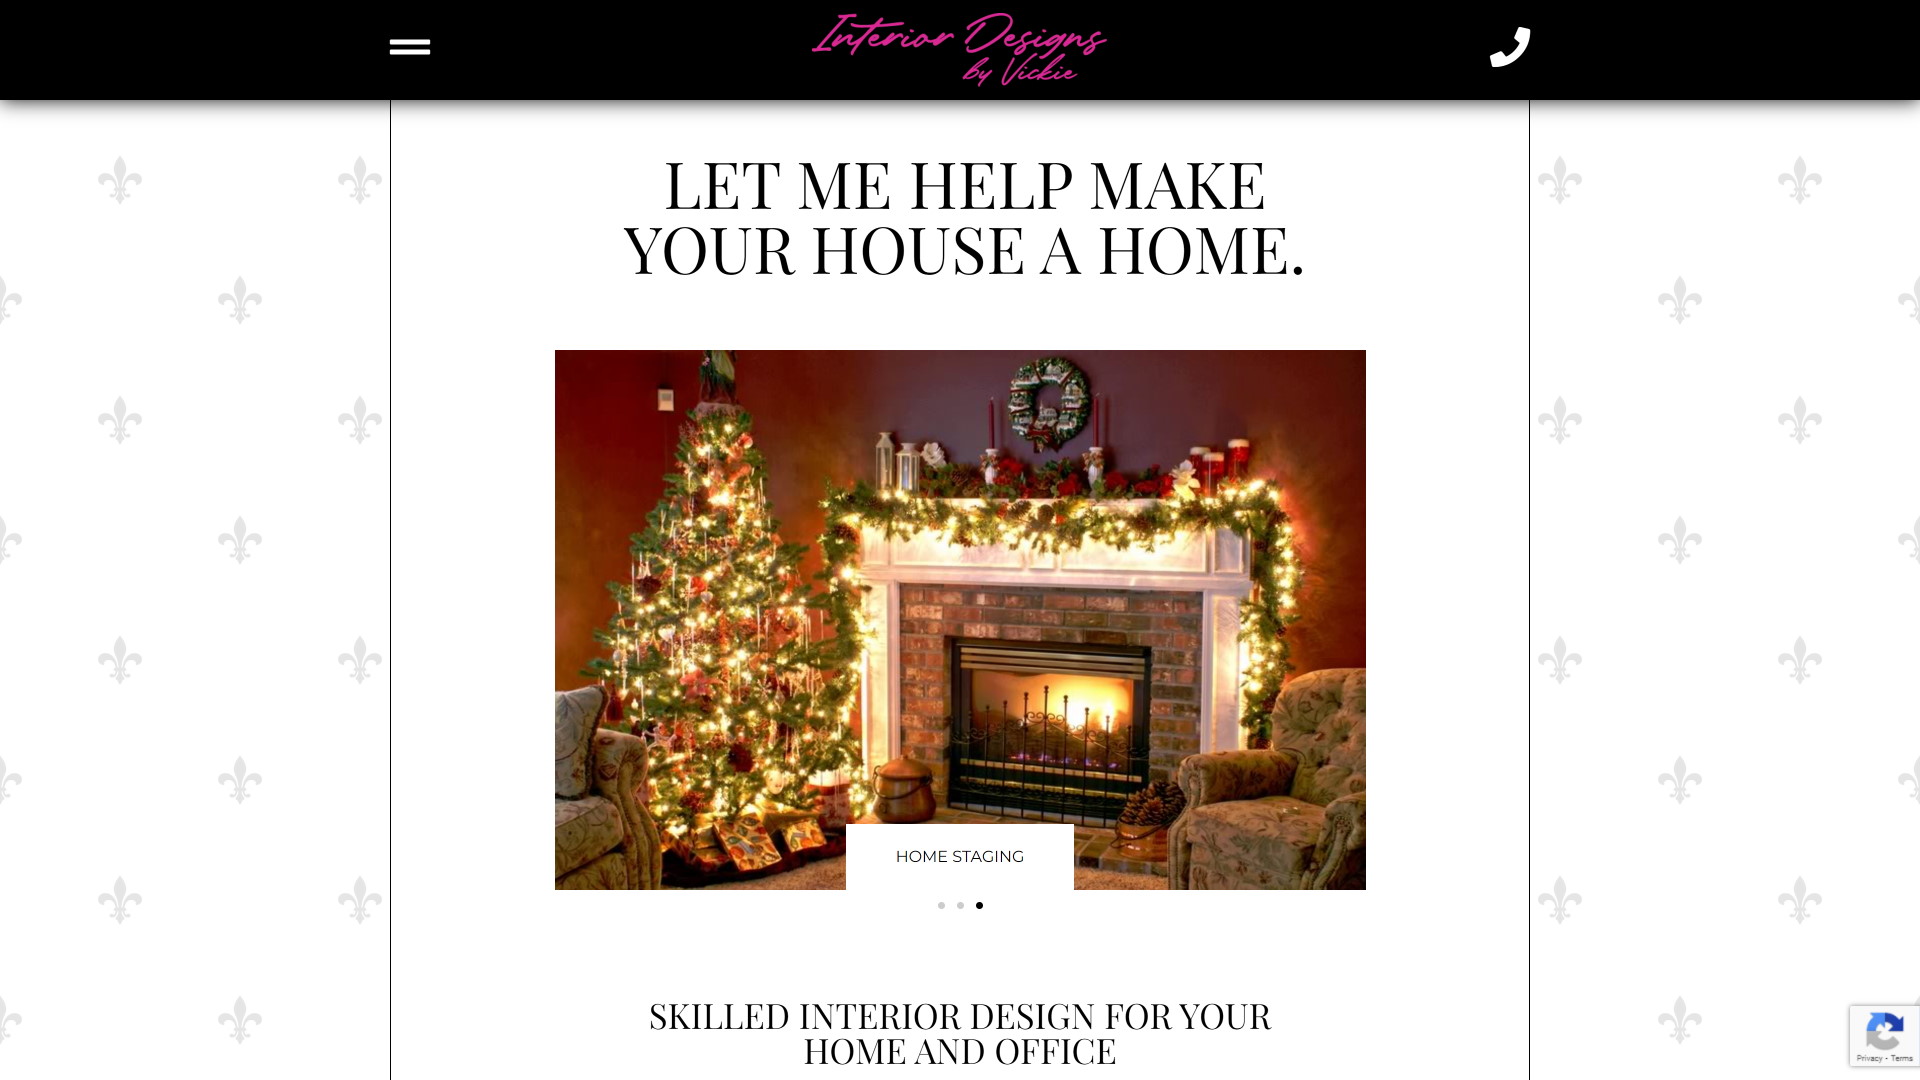 Interior Designs
by Vickie
LET ME HELP MAKE
YOUR HOUSE A HOME.
HOME STAGING
SKILLED INTERIOR DESIGN FOR YOUR
HOME AND OFFICE
Privacy - Terms